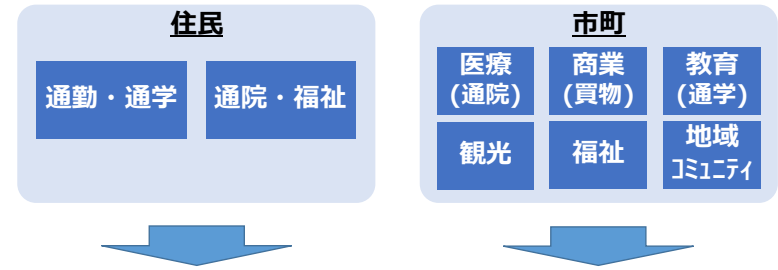 住民
通勤・通学
通院・福祉
市町
医療
(通院)
商業
(買物)
教育
(通学)
観光
福祉
地域
ｺﾐｭﾆﾃｨ